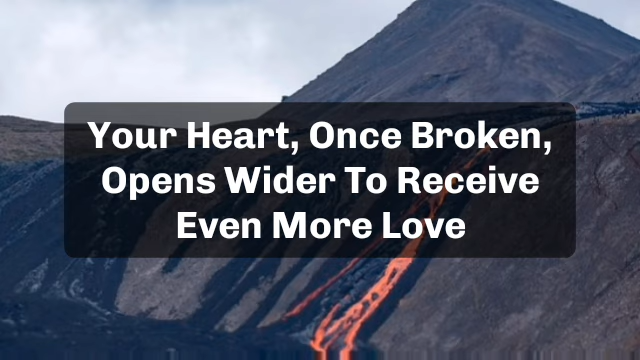 Your Heart, Once Broken,
Opens Wider To Receive
Even More Love